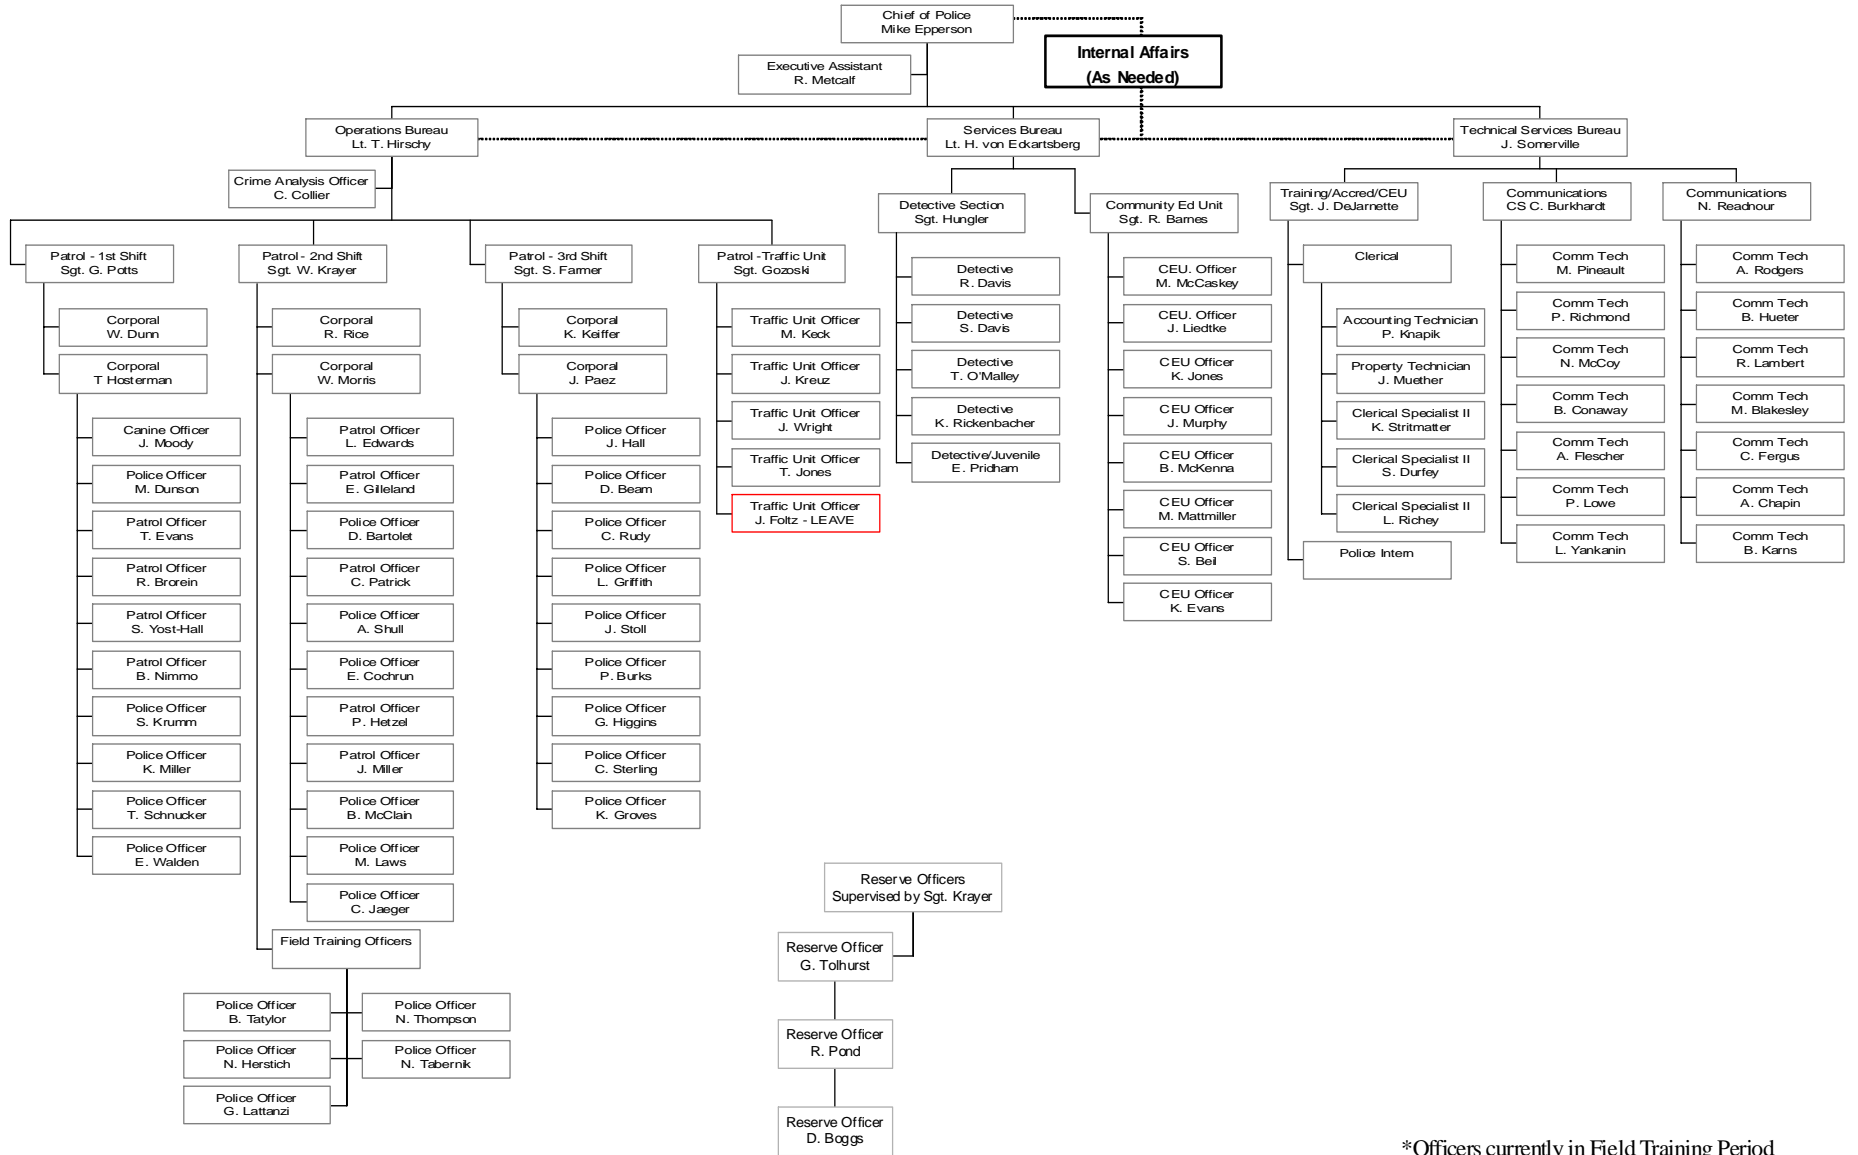 Chief of Police
Mike Epperson
Internal Affairs
(As Needed)
Executive Assistant
R. Metcalf
Operations Bureau
Lt. T. Hirschy
Services Bureau
Lt. H. von Eckartsberg
Technical Services Bureau
J. Somerville
Crime Analysis Officer
C. Collier
Patrol - 1st Shift
Sgt. G. Potts
Corporal
W. Dunn
Corporal
T Hosterman
Canine Officer
J. Moody
Police Officer
M. Dunson
Patrol Officer
T. Evans
Patrol Officer
R. Brorein
Patrol Officer
S. Yost-Hall
Patrol Officer
B. Nimmo
Police Officer
S. Krumm
Police Officer
K. Miller
Police Officer
T. Schnucker
Police Officer
E. Walden
Patrol - 2nd Shift
Sgt. W. Krayer
Corporal
R. Rice
Corporal
W. Morris
Patrol Officer
L. Edwards
Patrol Officer
E. Gilleland
Police Officer
D. Bartolet
Patrol Officer
C. Patrick
Police Officer
A. Shull
Police Officer
E. Cochrun
Patrol Officer
P. Hetzel
Patrol Officer
J. Miller
Police Officer
B. McClain
Police Officer
M. Laws
Police Officer
C. Jaeger
Field Training Officers
Police Officer
B. Tatylor
Police Officer
N. Thompson
Police Officer
N. Herstich
Police Officer
N. Tabernik
Police Officer
G. Lattanzi
Patrol - 3rd Shift
Sgt. S. Farmer
Corporal
K. Keiffer
Corporal
J. Paez
Police Officer
J. Hall
Police Officer
D. Beam
Police Officer
C. Rudy
Police Officer
L. Griffith
Police Officer
J. Stoll
Police Officer
P. Burks
Police Officer
G. Higgins
Police Officer
C. Sterling
Police Officer
K. Groves
Patrol -Traffic Unit
Sgt. Gozoski
Traffic Unit Officer
M. Keck
Traffic Unit Officer
J. Kreuz
Traffic Unit Officer
J. Wright
Traffic Unit Officer
T. Jones
Traffic Unit Officer
J. Foltz - LEAVE
Detective Section
Sgt. Hungler
Detective
R. Davis
Detective
S. Davis
Detective
T. O'Malley
Detective
K. Rickenbacher
Detective/Juvenile
E. Pridham
Community Ed Unit
Sgt. R. Barnes
CEU. Officer
M. McCaskey
CEU. Officer
J. Liedtke
CEU Officer
K. Jones
CEU Officer
J. Murphy
CEU Officer
B. McKenna
CEU Officer
M. Mattmiller
CEU Officer
S. Beil
CEU Officer
K. Evans
Training/Accred/CEU
Sgt. J. DeJarnette
Clerical
Accounting Technician
P. Knapik
Property Technician
J. Muether
Clerical Specialist II
K. Stritmatter
Clerical Specialist II
S. Durfey
Clerical Specialist II
L. Richey
Police Intern
Communications
CS C. Burkhardt
Comm Tech
M. Pineault
Comm Tech
P. Richmond
Comm Tech
N. McCoy
Comm Tech
B. Conaway
Comm Tech
A. Flescher
Comm Tech
P. Lowe
Comm Tech
L. Yankanin
Communications
N. Readnour
Comm Tech
A. Rodgers
Comm Tech
B. Hueter
Comm Tech
R. Lambert
Comm Tech
M. Blakesley
Comm Tech
C. Fergus
Comm Tech
A. Chapin
Comm Tech
B. Karns
Reserve Officers
Supervised by Sgt. Krayer
Reserve Officer
G. Tolhurst
Reserve Officer
R. Pond
Reserve Officer
D. Boggs
*Officers currently in Field Training Period